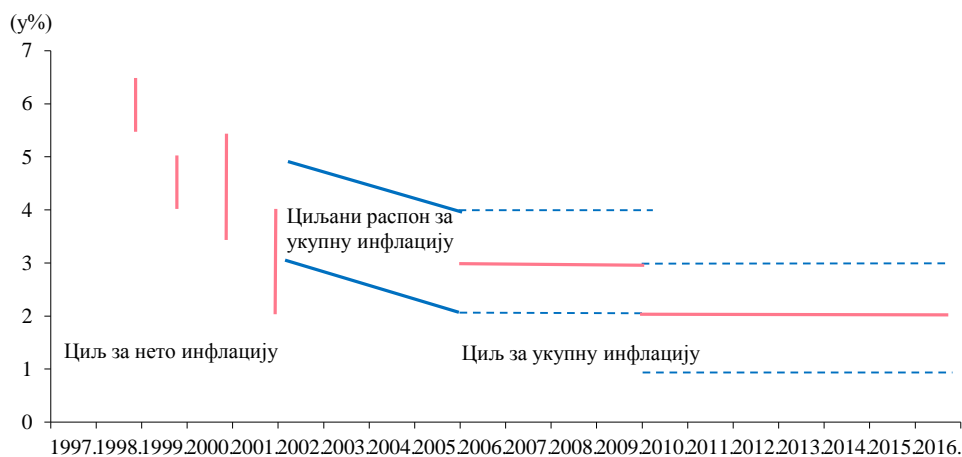 (у%)
7
6
5
4
3
2
1
0
Циљани распон за
укупну инфлацију
Циљ за нето инфлацију
Циљ за укупну инфлацију
1997. 1998. 1999. 2000. 2001. 2002. 2003. 2004. 2005. 2006. 2007. 2008. 2009. 2010. 2011. 2012. 2013. 2014. 2015. 2016.